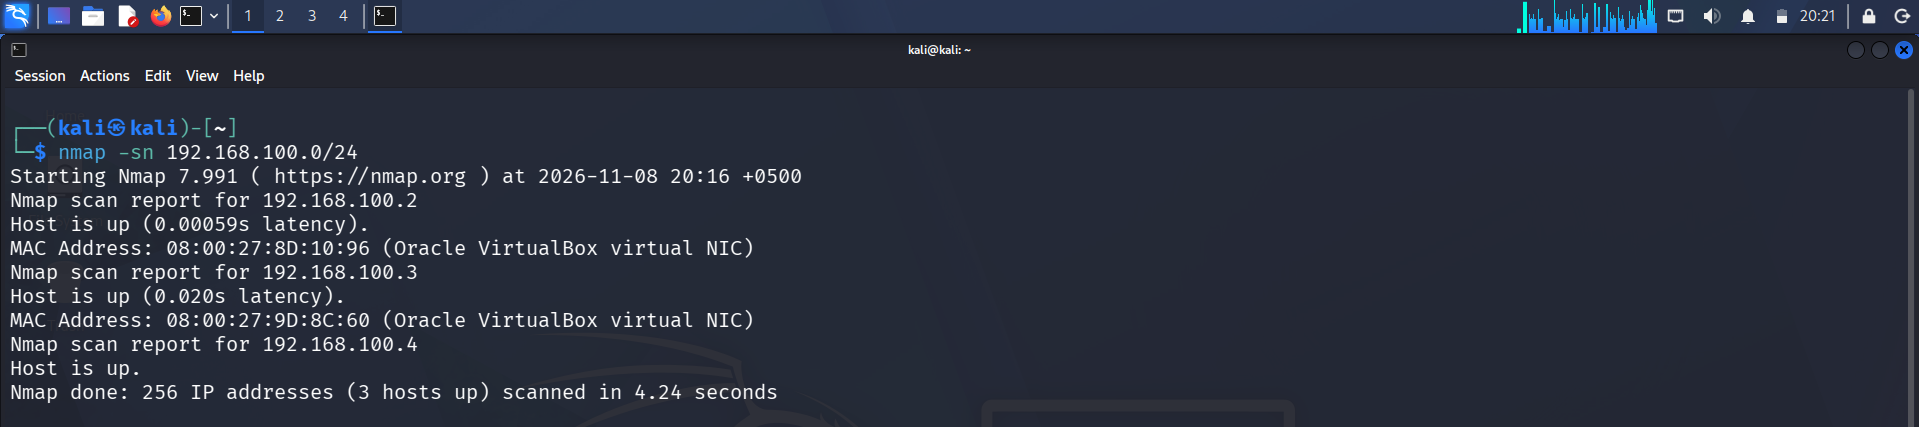 1 2 3 4 20:21
kali@kali: ~
Session Actions Edit View Help
┌──(kali㉿kali)-[~]
└─$ nmap -sn 192.168.100.0/24
Starting Nmap 7.991 ( https://nmap.org ) at 2026-11-08 20:16 +0500
Nmap scan report for 192.168.100.2
Host is up (0.00059s latency).
MAC Address: 08:00:27:8D:10:96 (Oracle VirtualBox virtual NIC)
Nmap scan report for 192.168.100.3
Host is up (0.020s latency).
MAC Address: 08:00:27:9D:8C:60 (Oracle VirtualBox virtual NIC)
Nmap scan report for 192.168.100.4
Host is up.
Nmap done: 256 IP addresses (3 hosts up) scanned in 4.24 seconds